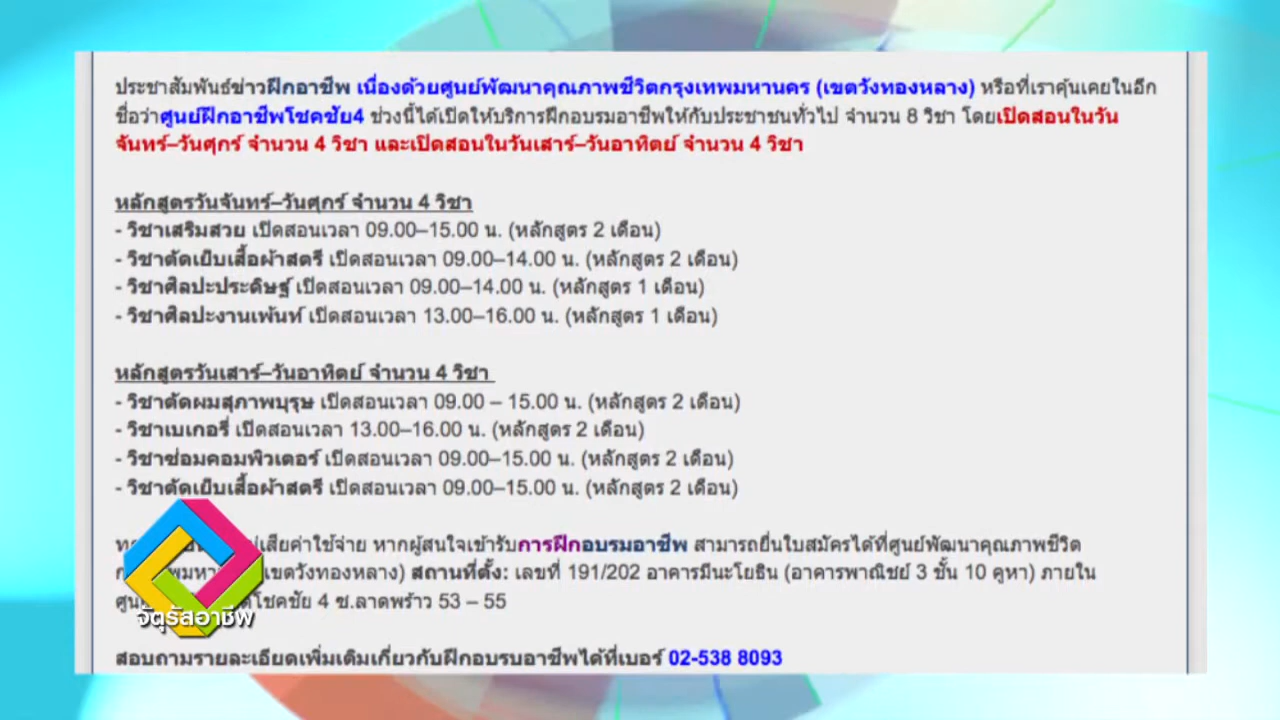 ประชาสัมพันธ์ข่าวฝึกอาชีพ เนื่องด้วยศูนย์พัฒนาคุณภาพชีวิตกรุงเทพมหานคร (เขตวังทองหลาง) หรือที่เราคุ้นเคยในอีก
ชื่อว่าศูนย์ฝึกอาชีพโชคชัย4 ช่วงนี้ได้เปิดให้บริการฝึกอบรมอาชีพให้กับประชาชนทั่วไป จำนวน 8 วิชา โดยเปิดสอนในวัน
จันทร์–วันศุกร์ จำนวน 4 วิชา และเปิดสอนในวันเสาร์–วันอาทิตย์ จำนวน 4 วิชา
หลักสูตรวันจันทร์–วันศุกร์ จำนวน 4 วิชา
- วิชาเสริมสวย เปิดสอนเวลา 09.00–15.00 น. (หลักสูตร 2 เดือน)
- วิชาตัดเย็บเสื้อผ้าสตรี เปิดสอนเวลา 09.00–14.00 น. (หลักสูตร 2 เดือน)
- วิชาศิลปะประดิษฐ์ เปิดสอนเวลา 09.00–14.00 น. (หลักสูตร 1 เดือน)
- วิชาศิลปะงานเพ้นท์ เปิดสอนเวลา 13.00–16.00 น. (หลักสูตร 1 เดือน)
หลักสูตรวันเสาร์–วันอาทิตย์ จำนวน 4 วิชา
- วิชาตัดผมสุภาพบุรุษ เปิดสอนเวลา 09.00 – 15.00 น. (หลักสูตร 2 เดือน)
- วิชาเบเกอรี่ เปิดสอนเวลา 13.00–16.00 น. (หลักสูตร 2 เดือน)
- วิชาซ่อมคอมพิวเตอร์ เปิดสอนเวลา 09.00–15.00 น. (หลักสูตร 2 เดือน)
- วิชาตัดเย็บเสื้อผ้าสตรี เปิดสอนเวลา 09.00–15.00 น. (หลักสูตร 2 เดือน)
เสียค่าใช้จ่าย หากผู้สนใจเข้ารับการฝึกอบรมอาชีพ สามารถยื่นใบสมัครได้ที่ศูนย์พัฒนาคุณภาพชีวิต
เขตวังทองหลาง) สถานที่ตั้ง: เลขที่ 191/202 อาคารมีนะโยธิน (อาคารพาณิชย์ 3 ชั้น 10 คูหา) ภายใน
โชคชัย 4 ซ.ลาดพร้าว 53 – 55
จัตุรัสอาชีพ
สอบถามรายละเอียดเพิ่มเติมเกี่ยวกับฝึกอบรบอาชีพได้ที่เบอร์ 02-538 8093